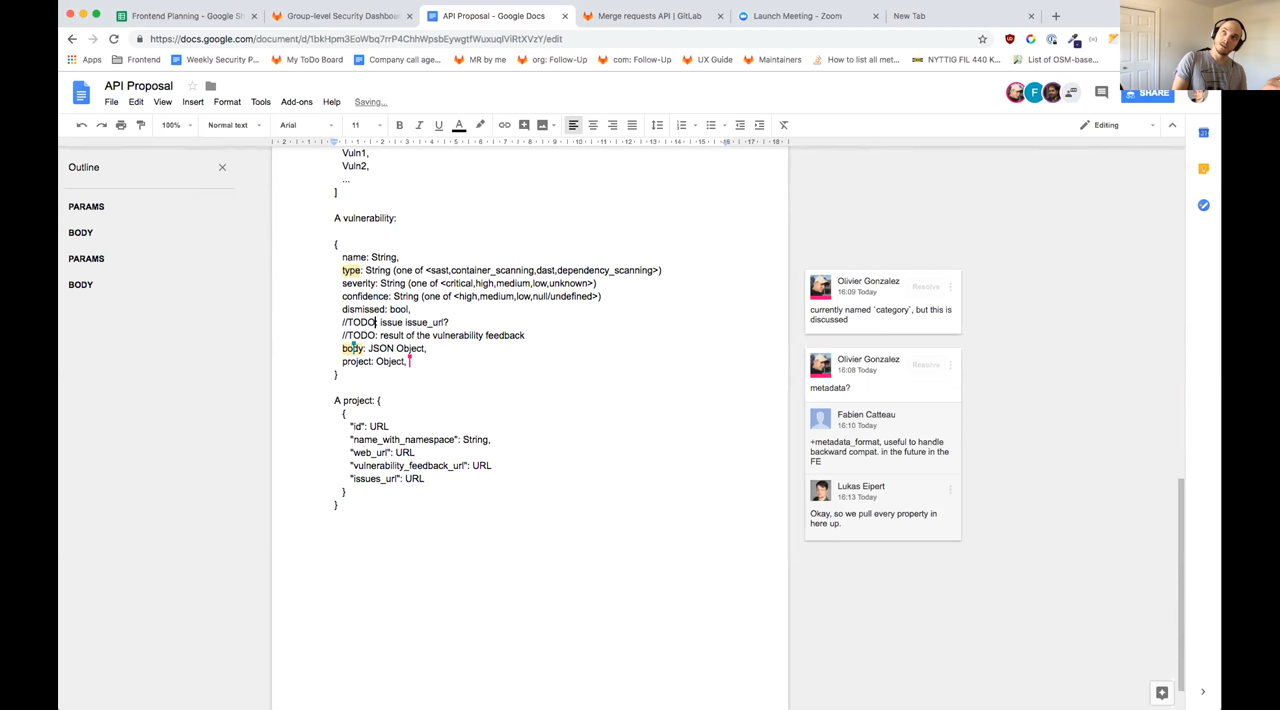 Frontend Planning - Google Sh
Group-level Security Dashboa
API Proposal - Google Docs
Merge requests API | GitLab
Launch Meeting - Zoom
New Tab
Apps
Frontend
Weekly Security P
My ToDo Board
Company call age...
MR by me
org: Follow-Up
com: Follow-Up
UX Guide
Maintainers
How to list all met...
NYTTIG FIL 440 K...
List of OSM-base...
API Proposal
SHARE
File Edit View Insert Format Tools Add-ons Help Saving...
100% Normal text Arial 11 Editing
Outline
PARAMS
BODY
PARAMS
BODY
Vuln1,
Vuln2,
...
]
A vulnerability:
{
name: String,
type: String (one of <sast,container_scanning,dast,dependency_scanning>)
severity: String (one of <critical,high,medium,low,unknown>)
confidence: String (one of <high,medium,low,null/undefined>)
dismissed: bool,
//TODO: issue issue_url?
//TODO: result of the vulnerability feedback
body: JSON Object,
project: Object,
}
A project: {
{
"id": URL
"name_with_namespace": String,
"web_url": URL
"vulnerability_feedback_url": URL
"issues_url": URL
}
}
Olivier Gonzalez
16:09 Today
Resolve
currently named `category`, but this is
discussed
Olivier Gonzalez
16:08 Today
Resolve
metadata?
Fabien Catteau
16:10 Today
+metadata_format, useful to handle
backward compat. in the future in the
FE
Lukas Eipert
16:13 Today
Okay, so we pull every property in
here up.